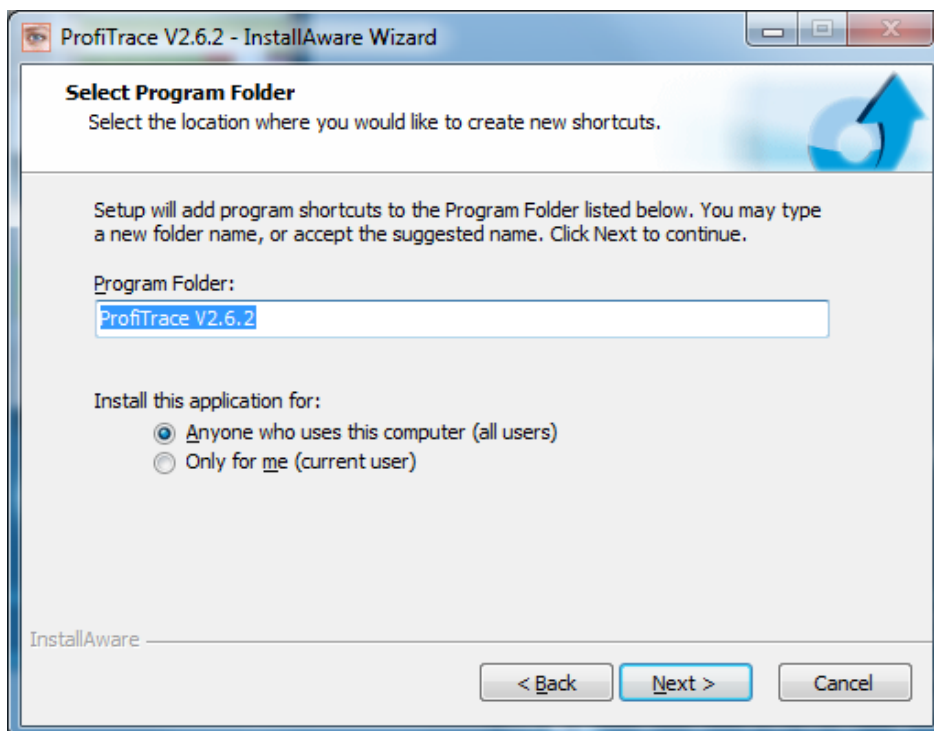 ProfiTrace V2.6.2 - InstallAware Wizard
Select Program Folder
Select the location where you would like to create new shortcuts.
Setup will add program shortcuts to the Program Folder listed below. You may type
a new folder name, or accept the suggested name. Click Next to continue.
Program Folder:
ProfiTrace V2.6.2
Install this application for:
Anyone who uses this computer (all users)
Only for me (current user)
InstallAware
< Back Next > Cancel